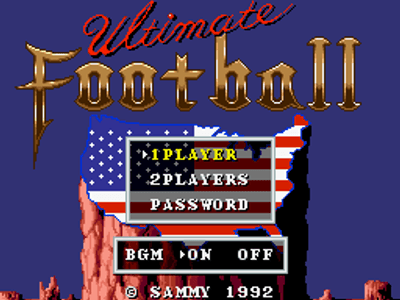 Ultimate
Football
1PLAYER
2PLAYERS
PASSWORD
BGM ON OFF
© SAMMY 1992